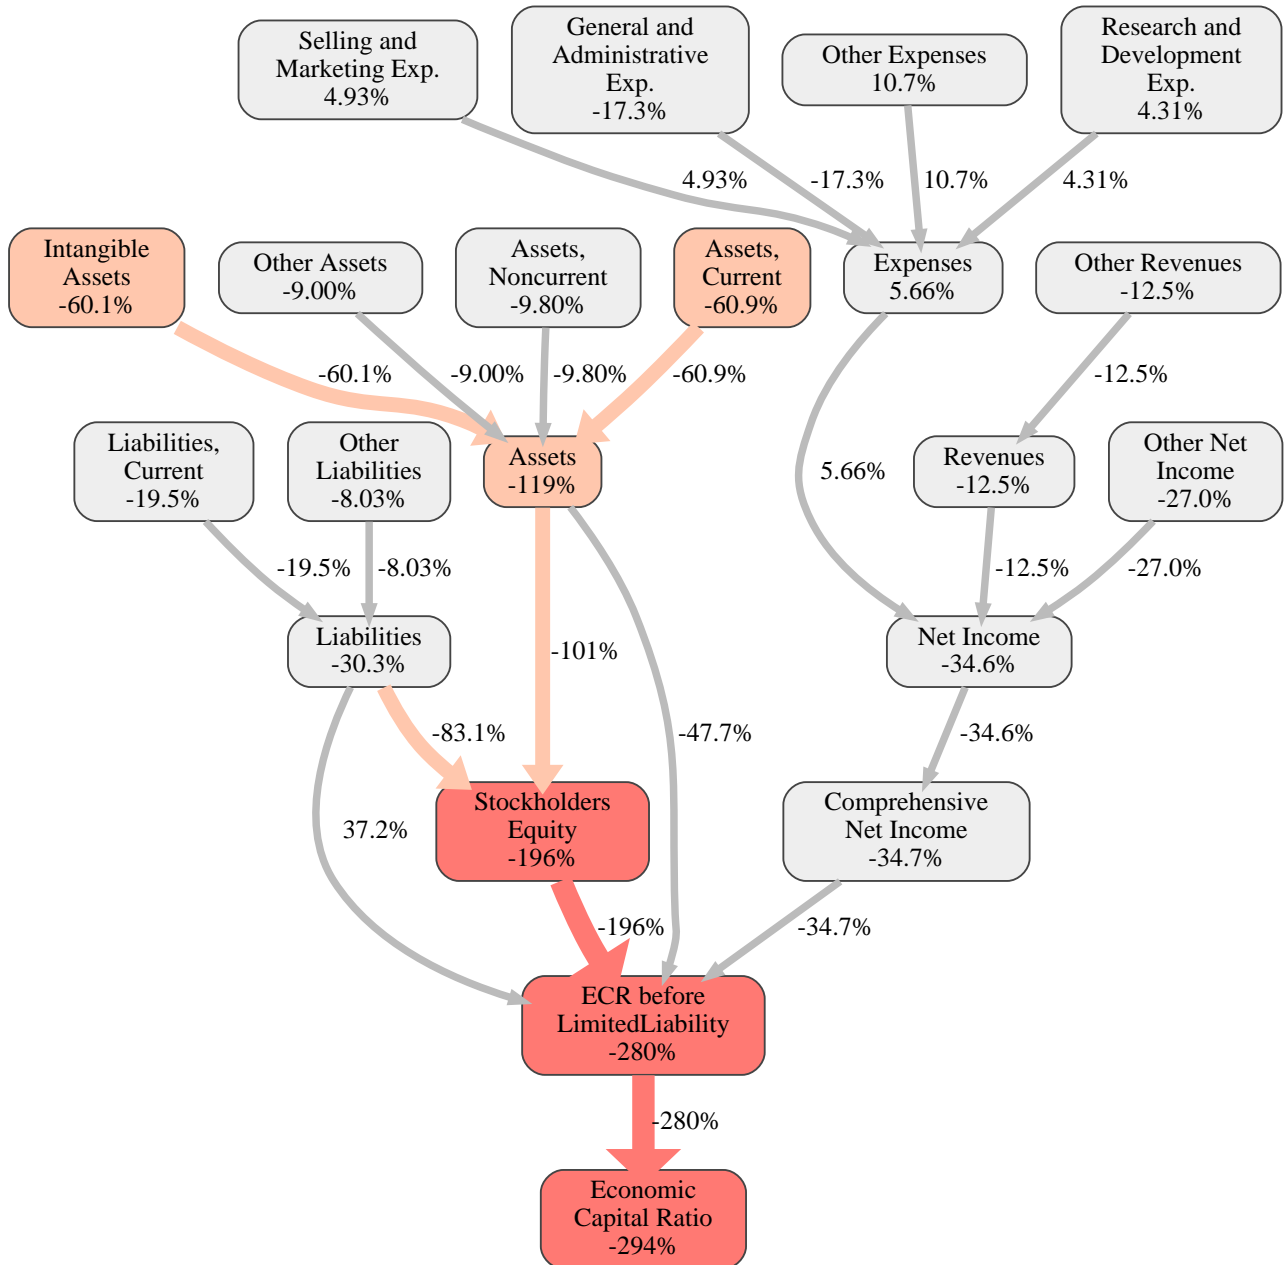 Selling and
Marketing Exp.
4.93%
General and
Administrative
Exp.
-17.3%
Other Expenses
10.7%
Research and
Development
Exp.
4.31%
4.93%
-17.3%
10.7%
4.31%
Intangible
Assets
-60.1%
Other Assets
-9.00%
Assets,
Noncurrent
-9.80%
Assets,
Current
-60.9%
Expenses
5.66%
Other Revenues
-12.5%
-60.1%
-9.00%
-9.80%
-60.9%
-12.5%
Liabilities,
Current
-19.5%
Other
Liabilities
-8.03%
Assets
-119%
5.66%
Revenues
-12.5%
Other Net
Income
-27.0%
-19.5%
-8.03%
-12.5%
-27.0%
Liabilities
-30.3%
-101%
Net Income
-34.6%
-83.1%
-47.7%
-34.6%
37.2%
Stockholders
Equity
-196%
Comprehensive
Net Income
-34.7%
-196%
-34.7%
ECR before
LimitedLiability
-280%
-280%
Economic
Capital Ratio
-294%